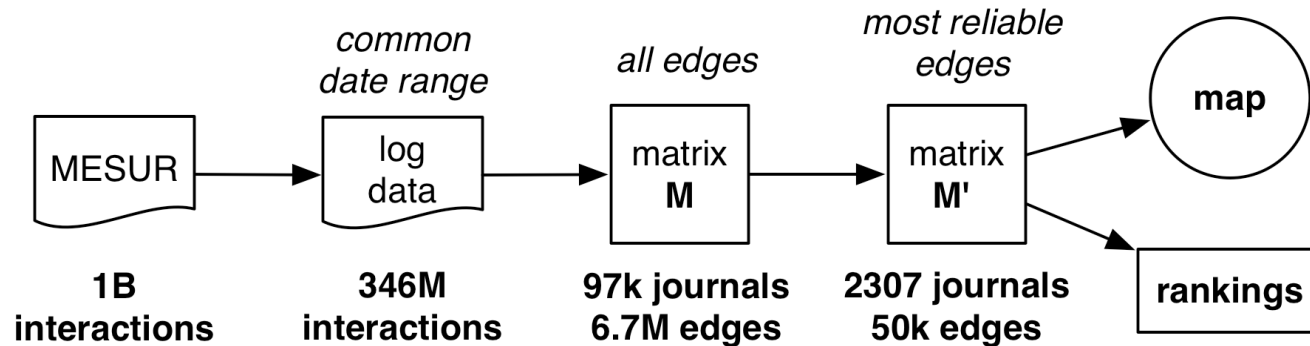 MESUR
1B
interactions
common
date range
log
data
346M
interactions
all edges
matrix
M
97k journals
6.7M edges
most reliable
edges
matrix
M'
2307 journals
50k edges
map
rankings